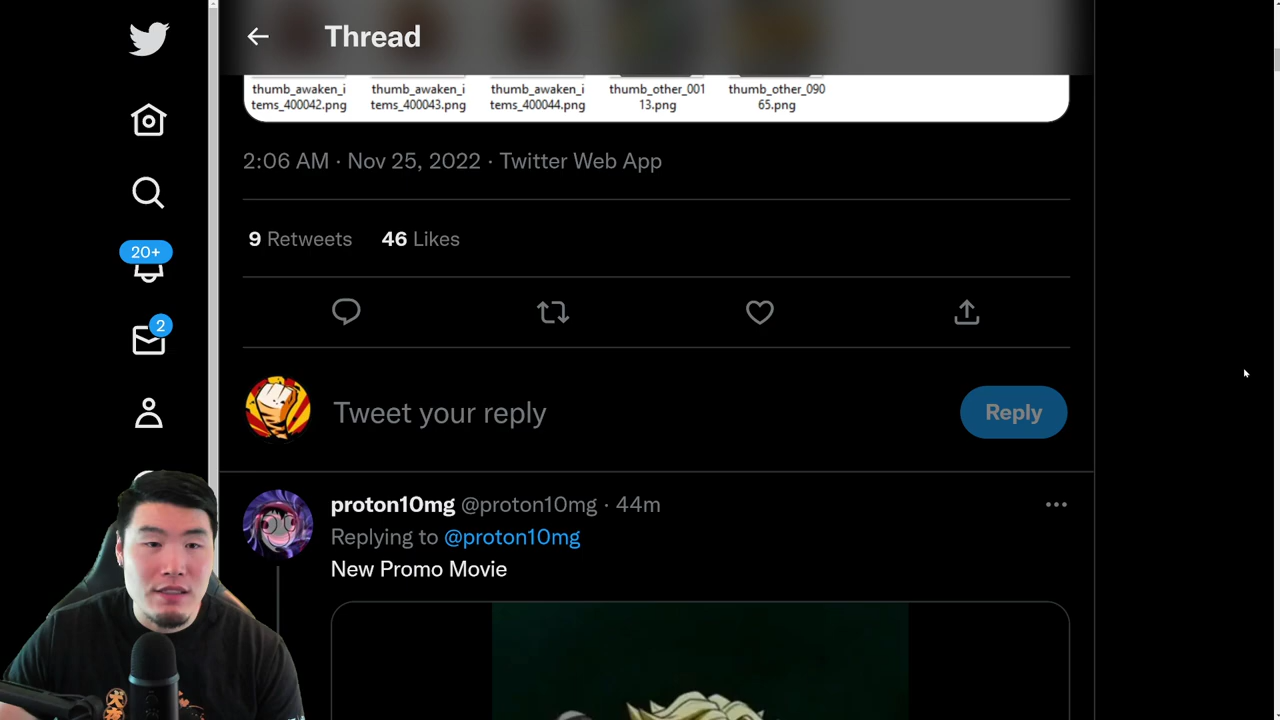 Thread
thumb_awaken_i
tems_400042.png
thumb_awaken_i
tems_400043.png
thumb_awaken_i
tems_400044.png
thumb_other_001
13.png
thumb_other_090
65.png
2:06 AM · Nov 25, 2022 · Twitter Web App
9 Retweets 46 Likes
20+
2
Tweet your reply
Reply
proton10mg @proton10mg · 44m
Replying to @proton10mg
New Promo Movie